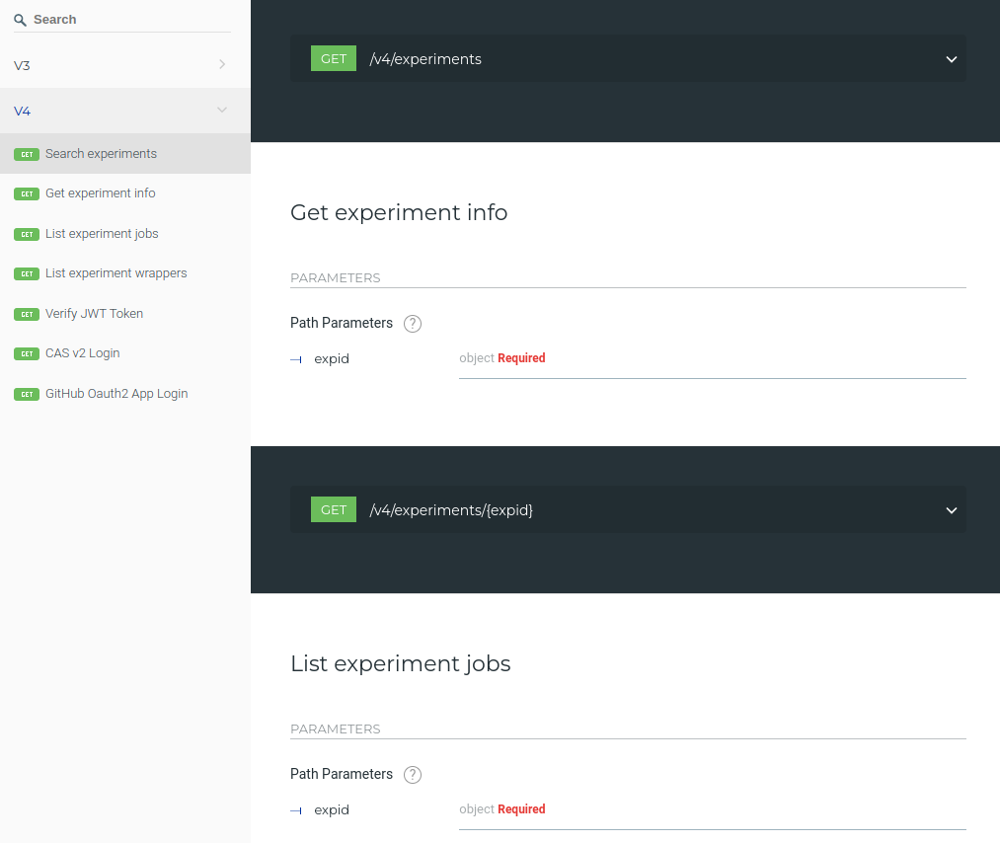 Search
V3
V4
GET Search experiments
GET Get experiment info
GET List experiment jobs
GET List experiment wrappers
GET Verify JWT Token
GET CAS v2 Login
GET GitHub Oauth2 App Login
GET /v4/experiments
Get experiment info
PARAMETERS
Path Parameters ?
expid object Required
GET /v4/experiments/{expid}
List experiment jobs
PARAMETERS
Path Parameters ?
expid object Required